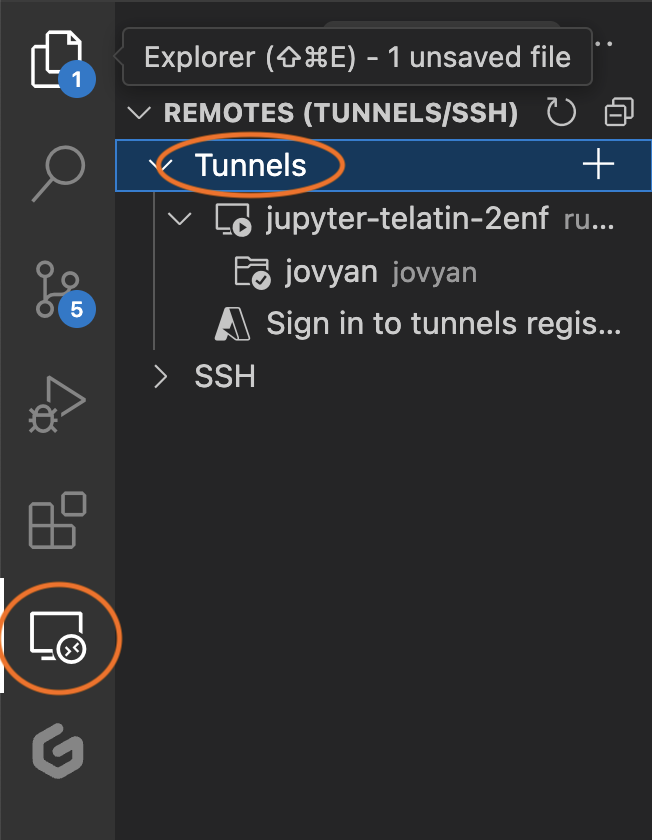 1
Explorer (⇧⌘E) - 1 unsaved file
REMOTES (TUNNELS/SSH)
Tunnels
jupyter-telatin-2enf ru...
jovyan jovyan
Sign in to tunnels regis...
SSH
5